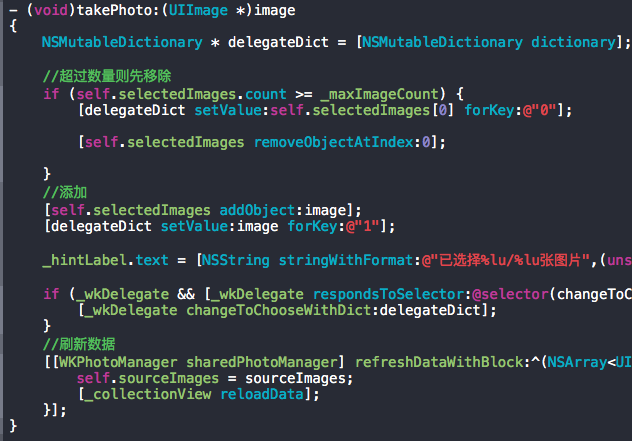 - (void)takePhoto:(UIImage *)image
{
    NSMutableDictionary * delegateDict = [NSMutableDictionary dictionary];
    //超过数量则先移除
    if (self.selectedImages.count >= _maxImageCount) {
        [delegateDict setValue:self.selectedImages[0] forKey:@"0"];
        [self.selectedImages removeObjectAtIndex:0];
    }
    //添加
    [self.selectedImages addObject:image];
    [delegateDict setValue:image forKey:@"1"];
    _hintLabel.text = [NSString stringWithFormat:@"已选择%lu/%lu张图片",(uns
    if (_wkDelegate && [_wkDelegate respondsToSelector:@selector(changeToC
        [_wkDelegate changeToChooseWithDict:delegateDict];
    }
    //刷新数据
    [[WKPhotoManager sharedPhotoManager] refreshDataWithBlock:^(NSArray<UI
        self.sourceImages = sourceImages;
        [_collectionView reloadData];
    }];
}